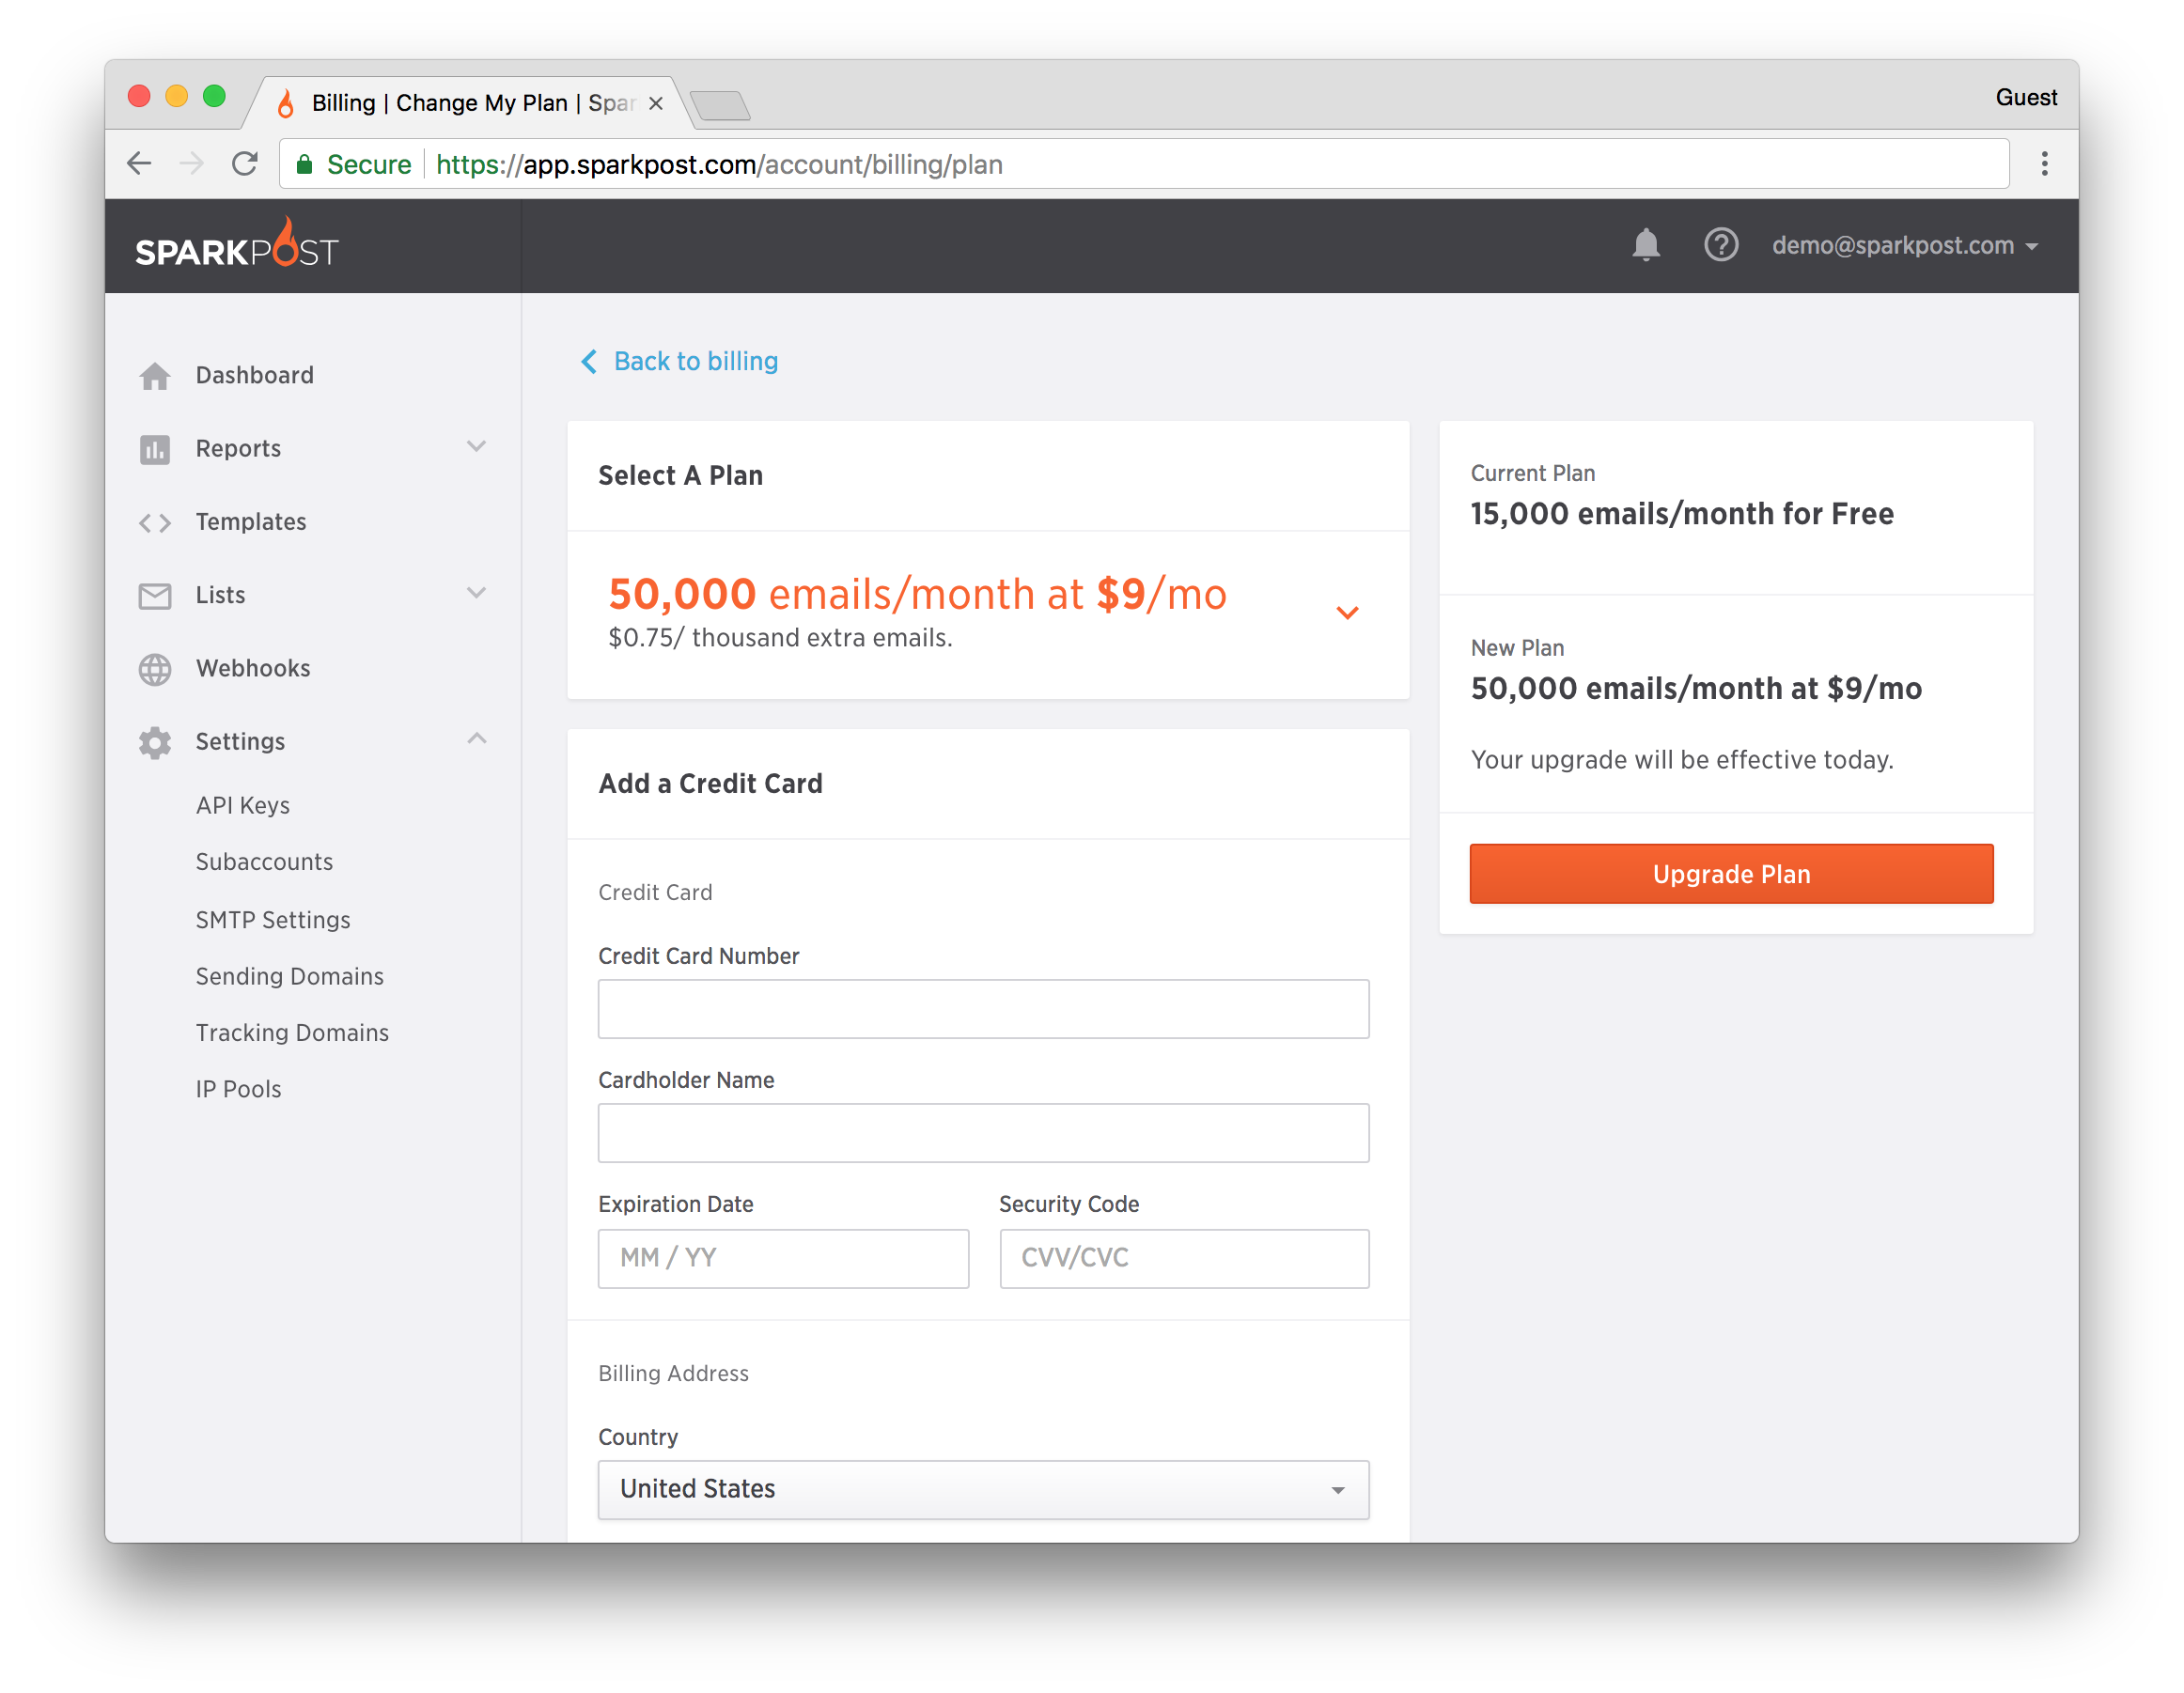 Billing | Change My Plan | Spar
Guest
Secure https://app.sparkpost.com/account/billing/plan
SPARKPOST
demo@sparkpost.com
Dashboard
Reports
Templates
Lists
Webhooks
Settings
API Keys
Subaccounts
SMTP Settings
Sending Domains
Tracking Domains
IP Pools
Back to billing
Select A Plan
50,000 emails/month at $9/mo
$0.75/ thousand extra emails.
Add a Credit Card
Credit Card
Credit Card Number
Cardholder Name
Expiration Date
MM / YY
Security Code
CVV/CVC
Billing Address
Country
United States
Current Plan
15,000 emails/month for Free
New Plan
50,000 emails/month at $9/mo
Your upgrade will be effective today.
Upgrade Plan